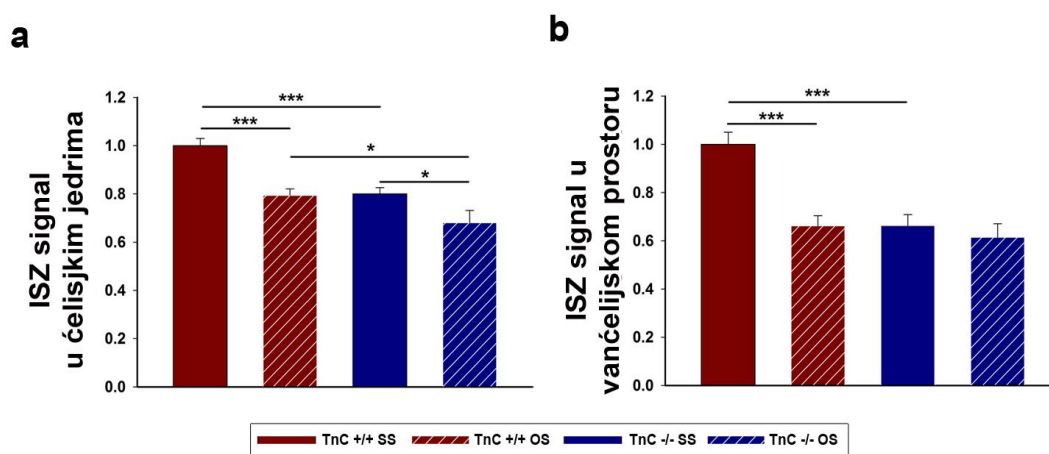 a
ISZ signal
u ćelisjkim jedrima
1.2
1.0
0.8
0.6
0.4
0.2
0.0
***
***
*
*
b
ISZ signal u
vanćelijskom prostoru
1.2
1.0
0.8
0.6
0.4
0.2
0.0
***
***
TnC +/+ SS TnC +/+ OS TnC -/- SS TnC -/- OS